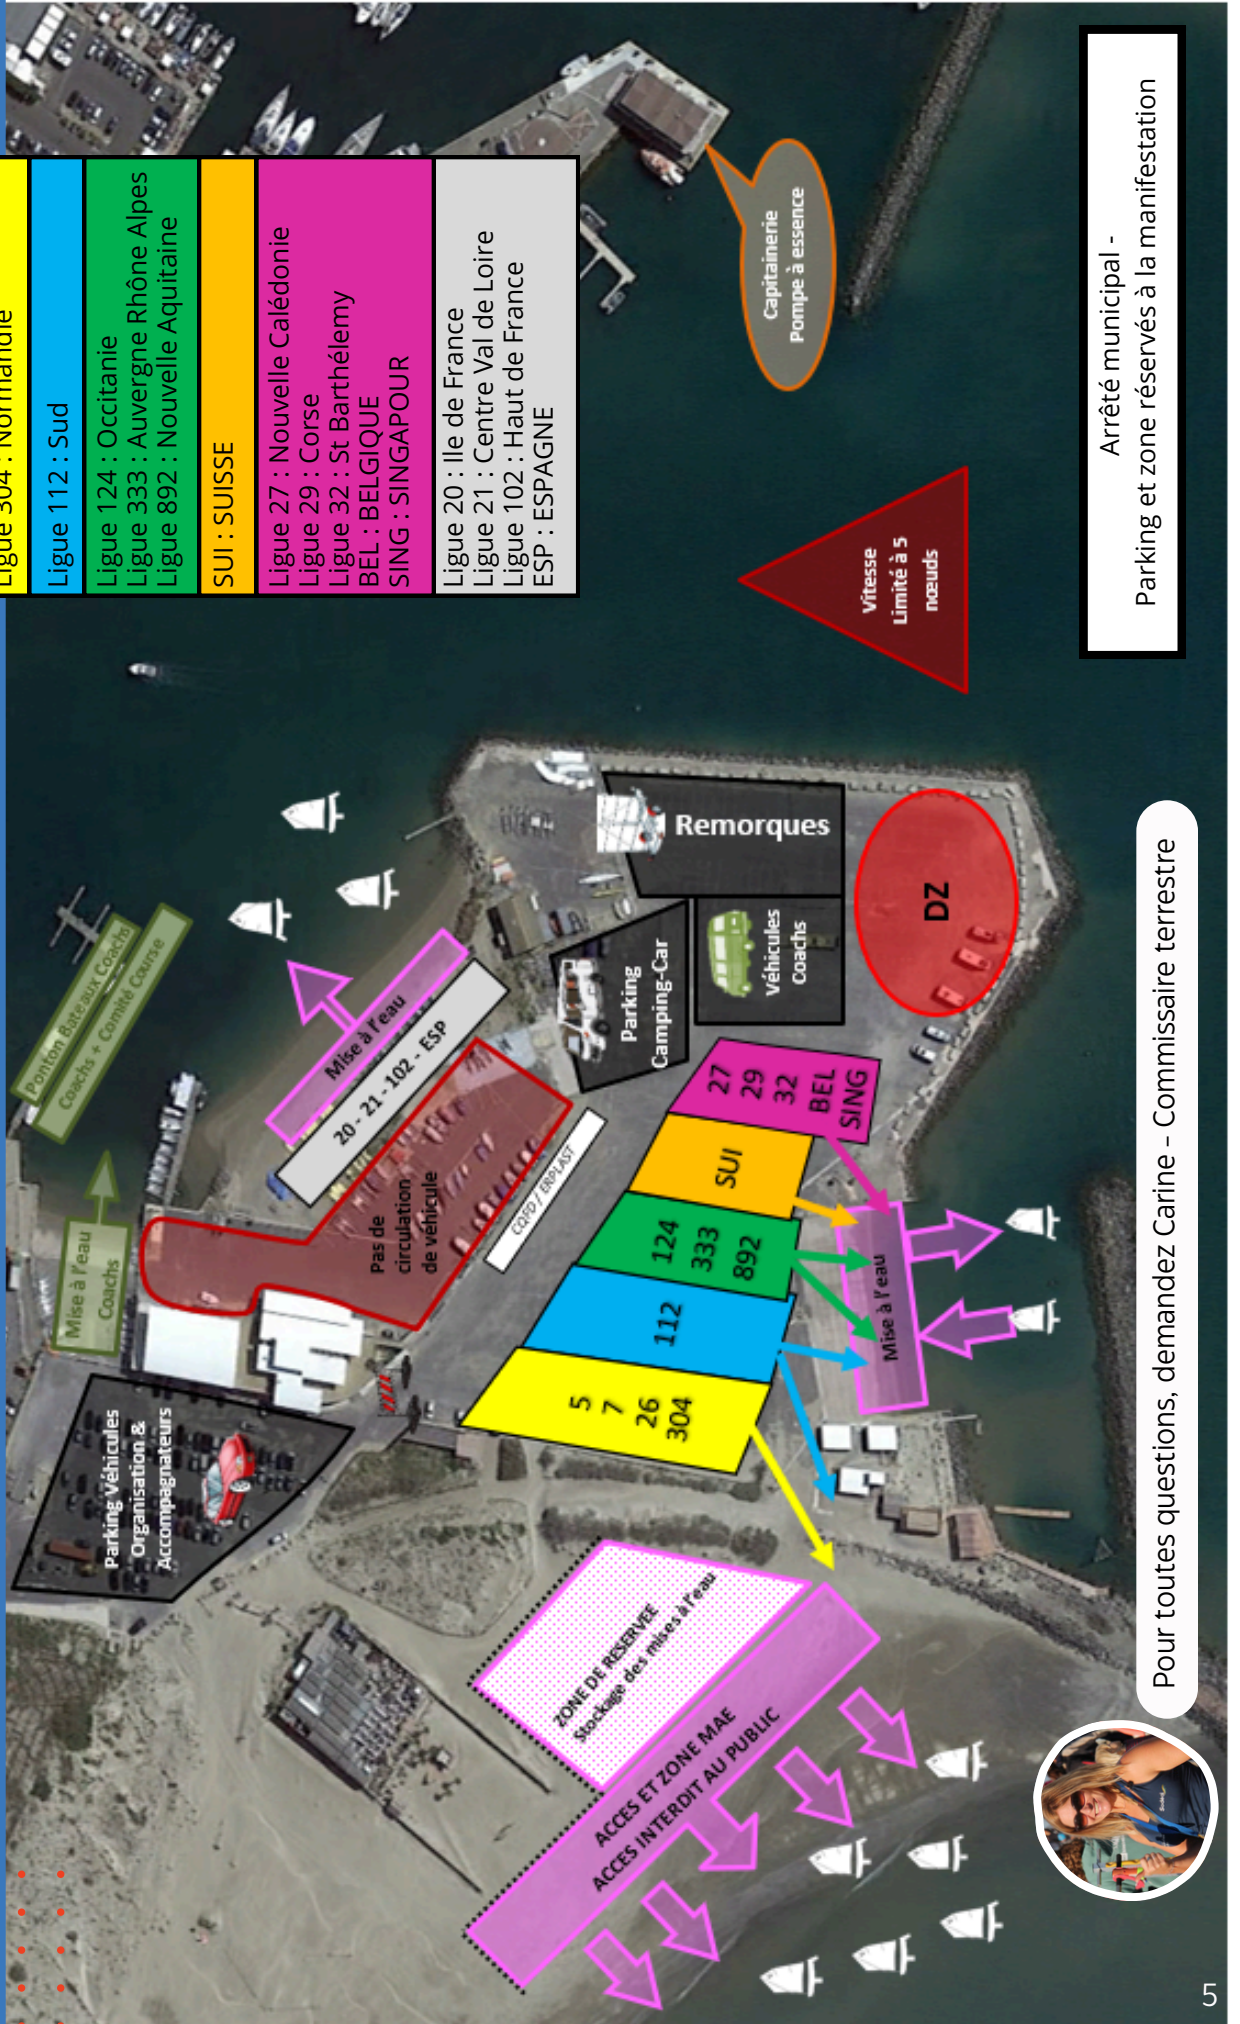 Ligue 304 : Normandie
Ligue 112 : Sud
Ligue 124 : Occitanie
Ligue 333 : Auvergne Rhône Alpes
Ligue 892 : Nouvelle Aquitaine
SUI : SUISSE
Ligue 27 : Nouvelle Calédonie
Ligue 29 : Corse
Ligue 32 : St Barthélemy
BEL : BELGIQUE
SING : SINGAPOUR
Ligue 20 : Ile de France
Ligue 21 : Centre Val de Loire
Ligue 102 : Haut de France
ESP : ESPAGNE
Capitainerie
Pompe à essence
Vitesse
Limité à 5
nœuds
Arrêté municipal -
Parking et zone réservés à la manifestation
Ponton Bateaux Coachs
Coachs + Comité Course
Mise à l'eau
Coachs
Mise à l'eau
20 - 21 - 102 - ESP
Pas de
circulation
de véhicule
CQFD / ERPLAST
Parking
Camping-Car
Remorques
Véhicules
Coachs
DZ
27
29
32
BEL
SING
SUI
124
333
892
112
5
7
26
304
Mise à l'eau
Parking Véhicules
Organisation &
Accompagnateurs
ZONE DE RESERVEE
Stockage des mises à l'eau
ACCES ET ZONE MAE
ACCES INTERDIT AU PUBLIC
Pour toutes questions, demandez Carine - Commissaire terrestre
5